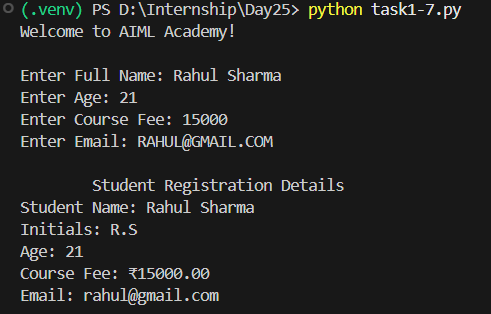 (.venv) PS D:\Internship\Day25> python task1-7.py
Welcome to AIML Academy!
Enter Full Name: Rahul Sharma
Enter Age: 21
Enter Course Fee: 15000
Enter Email: RAHUL@GMAIL.COM
Student Registration Details
Student Name: Rahul Sharma
Initials: R.S
Age: 21
Course Fee: ₹15000.00
Email: rahul@gmail.com